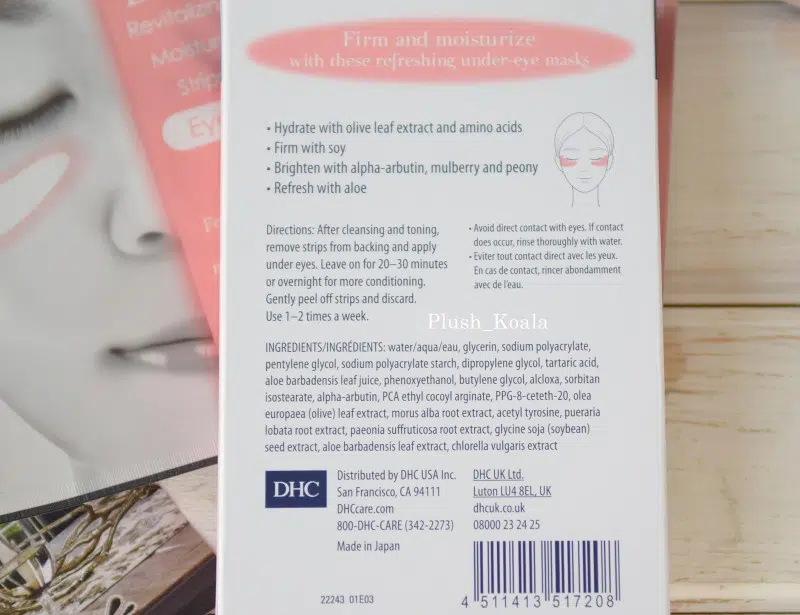 Revitalizin
Moistur
Strip
Ey
Firm and moisturize
with these refreshing under-eye masks
• Hydrate with olive leaf extract and amino acids
• Firm with soy
• Brighten with alpha-arbutin, mulberry and peony
• Refresh with aloe
Directions: After cleansing and toning,
remove strips from backing and apply
under eyes. Leave on for 20–30 minutes
or overnight for more conditioning.
Gently peel off strips and discard.
Use 1–2 times a week.
• Avoid direct contact with eyes. If contact
does occur, rinse thoroughly with water.
• Eviter tout contact direct avec les yeux.
En cas de contact, rincer abondamment
avec de l'eau.
Plush_Koala
INGREDIENTS/INGRÉDIENTS: water/aqua/eau, glycerin, sodium polyacrylate,
pentylene glycol, sodium polyacrylate starch, dipropylene glycol, tartaric acid,
aloe barbadensis leaf juice, phenoxyethanol, butylene glycol, alcloxa, sorbitan
isostearate, alpha-arbutin, PCA ethyl cocoyl arginate, PPG-8-ceteth-20, olea
europaea (olive) leaf extract, morus alba root extract, acetyl tyrosine, pueraria
lobata root extract, paeonia suffruticosa root extract, glycine soja (soybean)
seed extract, aloe barbadensis leaf extract, chlorella vulgaris extract
DHC
Distributed by DHC USA Inc.
San Francisco, CA 94111
DHCcare.com
800-DHC-CARE (342-2273)
Made in Japan
DHC UK Ltd.
Luton LU4 8EL, UK
dhcuk.co.uk
08000 23 24 25
22243 01E03
4 511413 517208